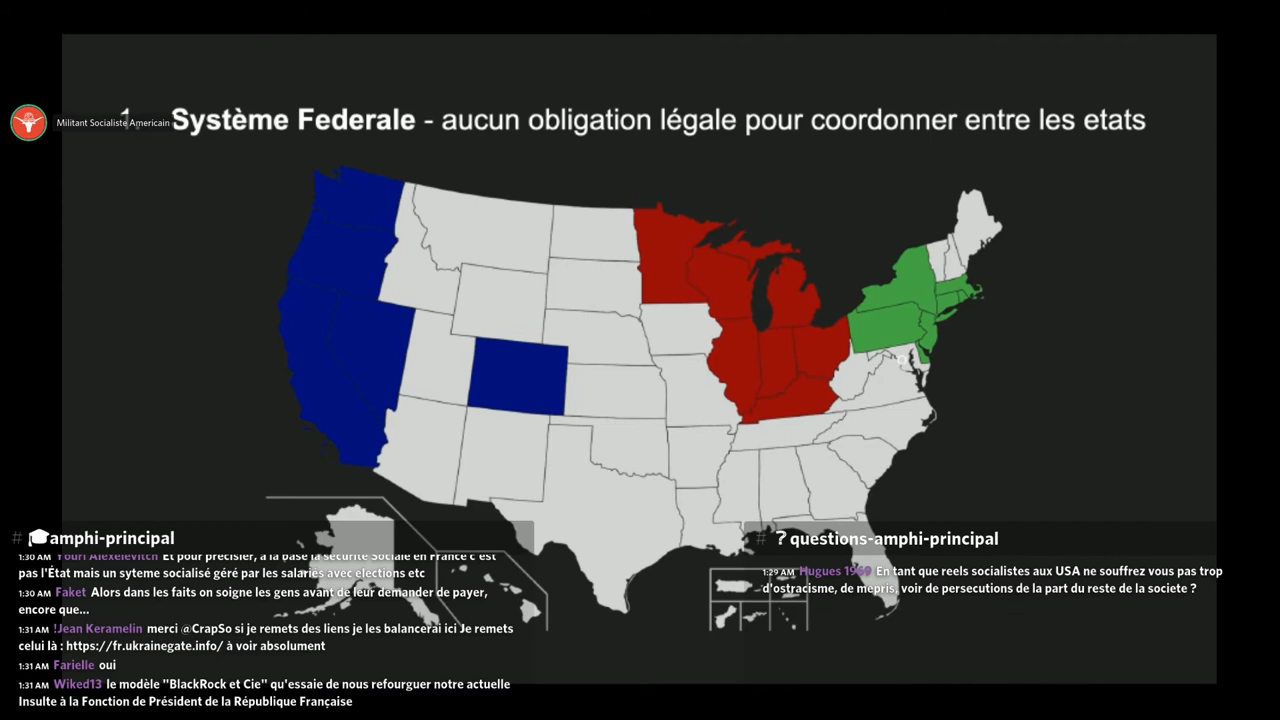 1. Système Federale - aucun obligation légale pour coordonner entre les etats
Militant Socialiste Americain
# 🎓amphi-principal
1:30 AM Youri Alexeïevitch Et pour préciser, à la base la sécurité Sociale en France c'est
pas l'État mais un syteme socialisé géré par les salariés avec elections etc
1:30 AM Faket Alors dans les faits on soigne les gens avant de leur demander de payer,
encore que...
1:31 AM !Jean Keramelin merci @CrapSo si je remets des liens je les balancerai ici Je remets
celui là : https://fr.ukrainegate.info/ à voir absolument
1:31 AM Farielle oui
1:31 AM Wiked13 le modèle "BlackRock et Cie" qu'essaie de nous refourguer notre actuelle
Insulte à la Fonction de Président de la République Française
# ?questions-amphi-principal
1:29 AM Hugues 1969 En tant que reels socialistes aux USA ne souffrez vous pas trop
d'ostracisme, de mepris, voir de persecutions de la part du reste de la societe ?